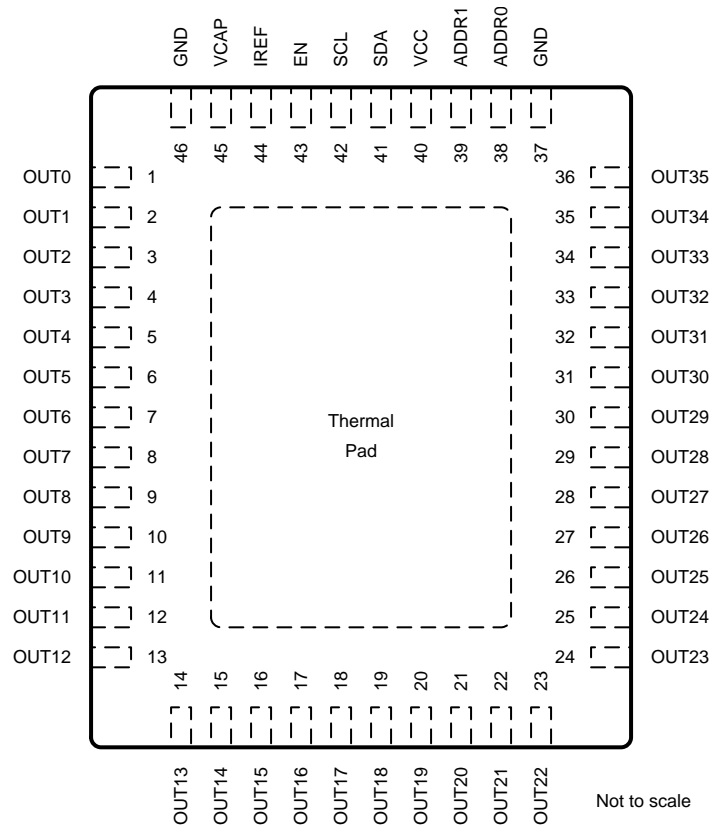 GND VCAP IREF EN SCL SDA VCC ADDR1 ADDR0 GND
46 45 44 43 42 41 40 39 38 37
OUT0 1 36 OUT35
OUT1 2 35 OUT34
OUT2 3 34 OUT33
OUT3 4 33 OUT32
OUT4 5 32 OUT31
OUT5 6 31 OUT30
OUT6 7 30 OUT29
Thermal
Pad
OUT7 8 29 OUT28
OUT8 9 28 OUT27
OUT9 10 27 OUT26
OUT10 11 26 OUT25
OUT11 12 25 OUT24
OUT12 13 24 OUT23
14 15 16 17 18 19 20 21 22 23
OUT13 OUT14 OUT15 OUT16 OUT17 OUT18 OUT19 OUT20 OUT21 OUT22
Not to scale